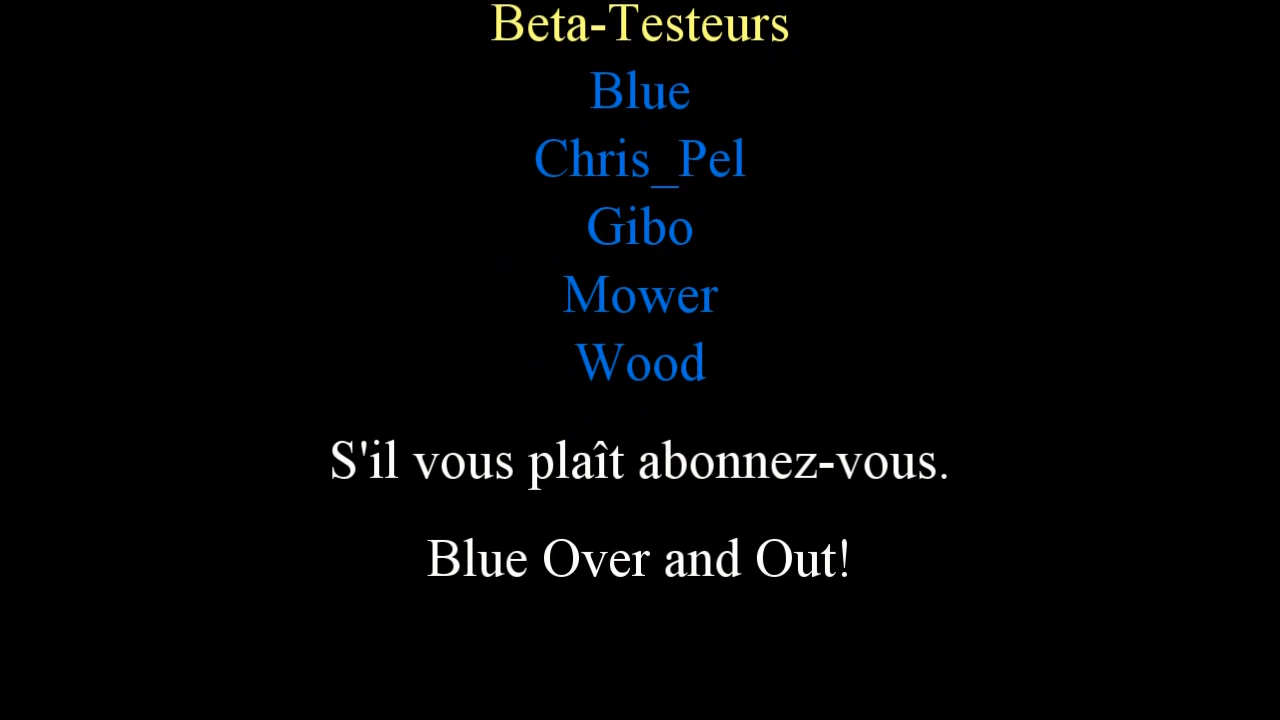 Beta-Testeurs
Blue
Chris_Pel
Gibo
Mower
Wood
S'il vous plaît abonnez-vous.
Blue Over and Out!